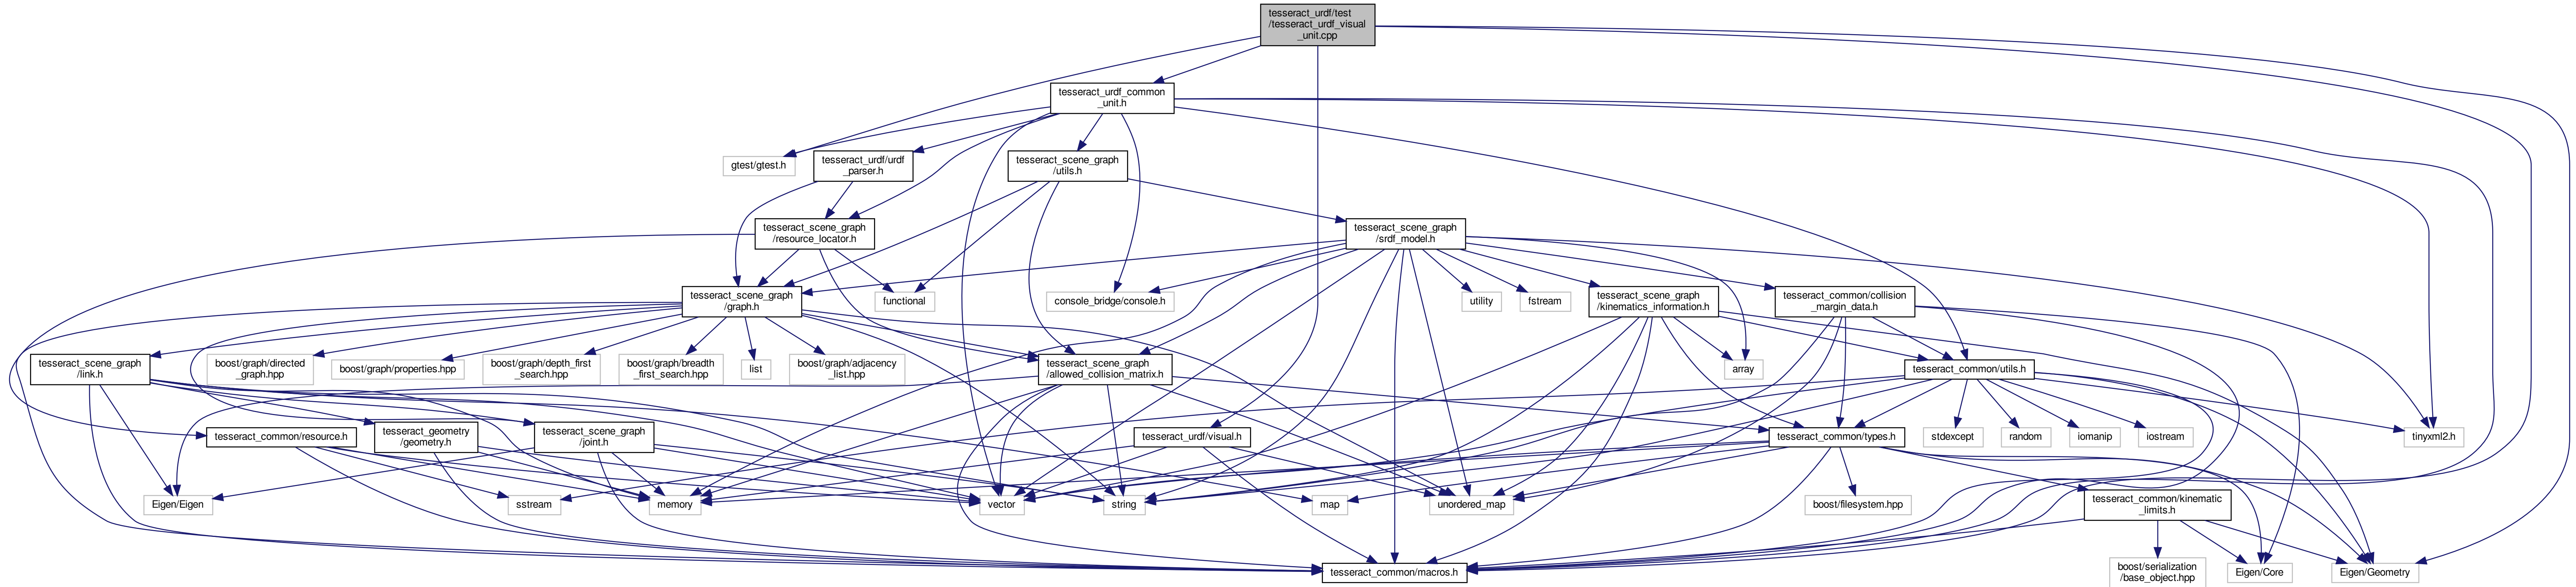 tesseract_urdf/test
/tesseract_urdf_visual
_unit.cpp
tesseract_urdf_common
_unit.h
gtest/gtest.h
tesseract_urdf/urdf
_parser.h
tesseract_scene_graph
/utils.h
tesseract_scene_graph
/resource_locator.h
tesseract_scene_graph
/srdf_model.h
tesseract_scene_graph
/graph.h
functional
console_bridge/console.h
utility
fstream
tesseract_scene_graph
/kinematics_information.h
tesseract_common/collision
_margin_data.h
tesseract_scene_graph
/link.h
boost/graph/directed
_graph.hpp
boost/graph/properties.hpp
boost/graph/depth_first
_search.hpp
boost/graph/breadth
_first_search.hpp
list
boost/graph/adjacency
_list.hpp
tesseract_scene_graph
/allowed_collision_matrix.h
array
tesseract_common/utils.h
tesseract_common/resource.h
tesseract_geometry
/geometry.h
tesseract_scene_graph
/joint.h
tesseract_urdf/visual.h
tesseract_common/types.h
stdexcept
random
iomanip
iostream
tinyxml2.h
Eigen/Eigen
sstream
memory
vector
string
map
unordered_map
boost/filesystem.hpp
tesseract_common/kinematic
_limits.h
tesseract_common/macros.h
boost/serialization
/base_object.hpp
Eigen/Core
Eigen/Geometry